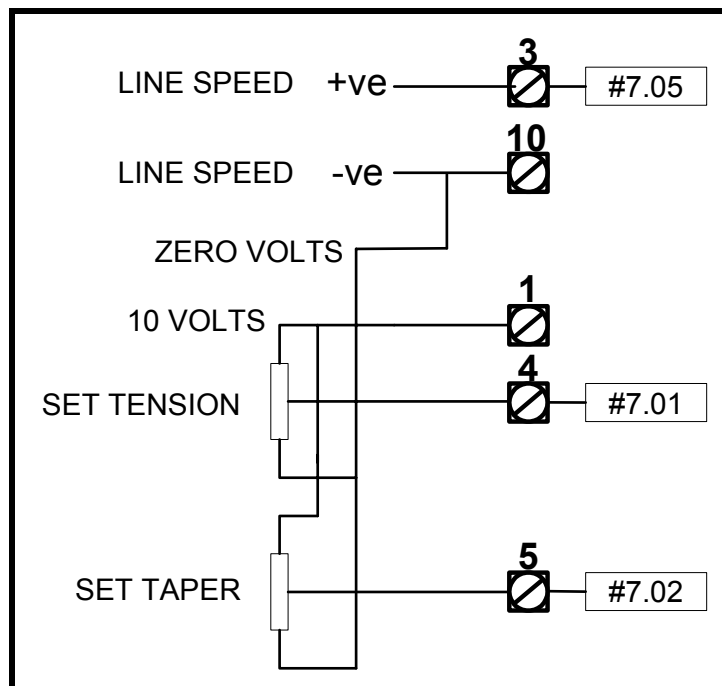 3
LINE SPEED +ve #7.05
10
LINE SPEED -ve
ZERO VOLTS
1
10 VOLTS
4
SET TENSION #7.01
5
SET TAPER #7.02